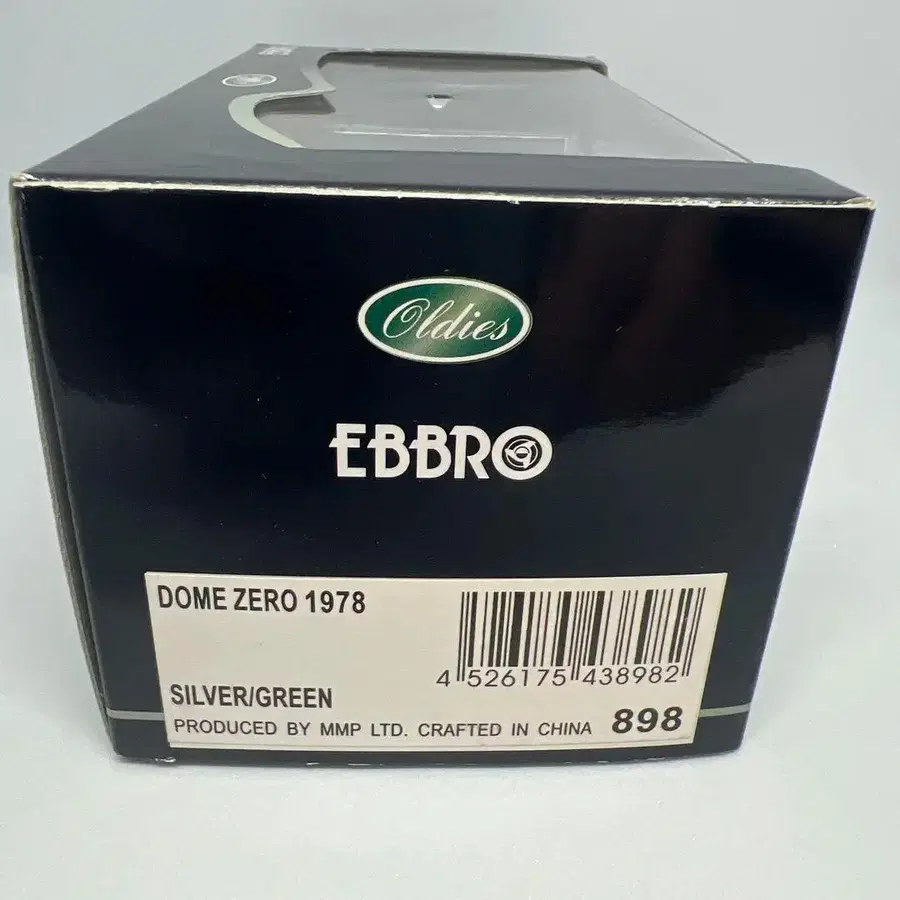 Oldies
EBBRO
DOME ZERO 1978
4 526175 438982
SILVER/GREEN
PRODUCED BY MMP LTD. CRAFTED IN CHINA 898